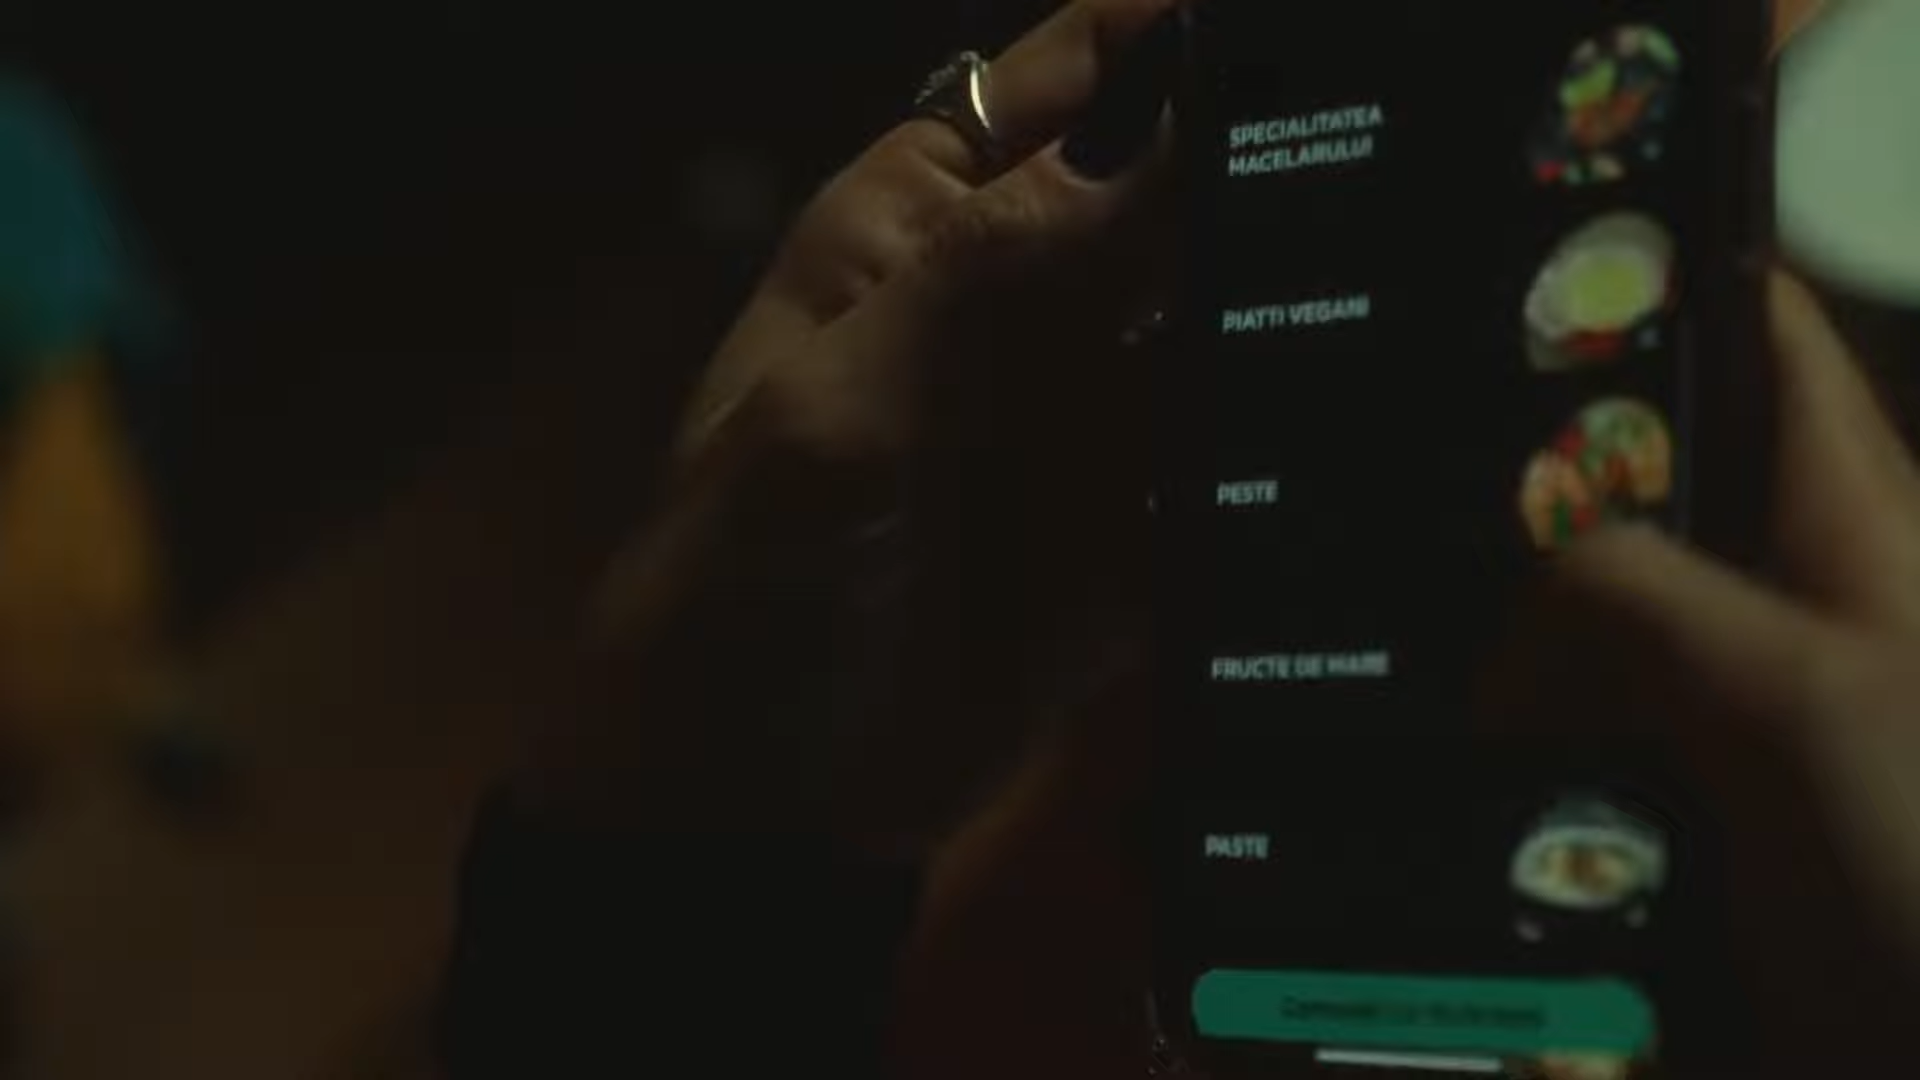 SPECIALITATEA
MACELARULUI
PIATTI VEGANI
PESTE
FRUCTE DE MARE
PASTE